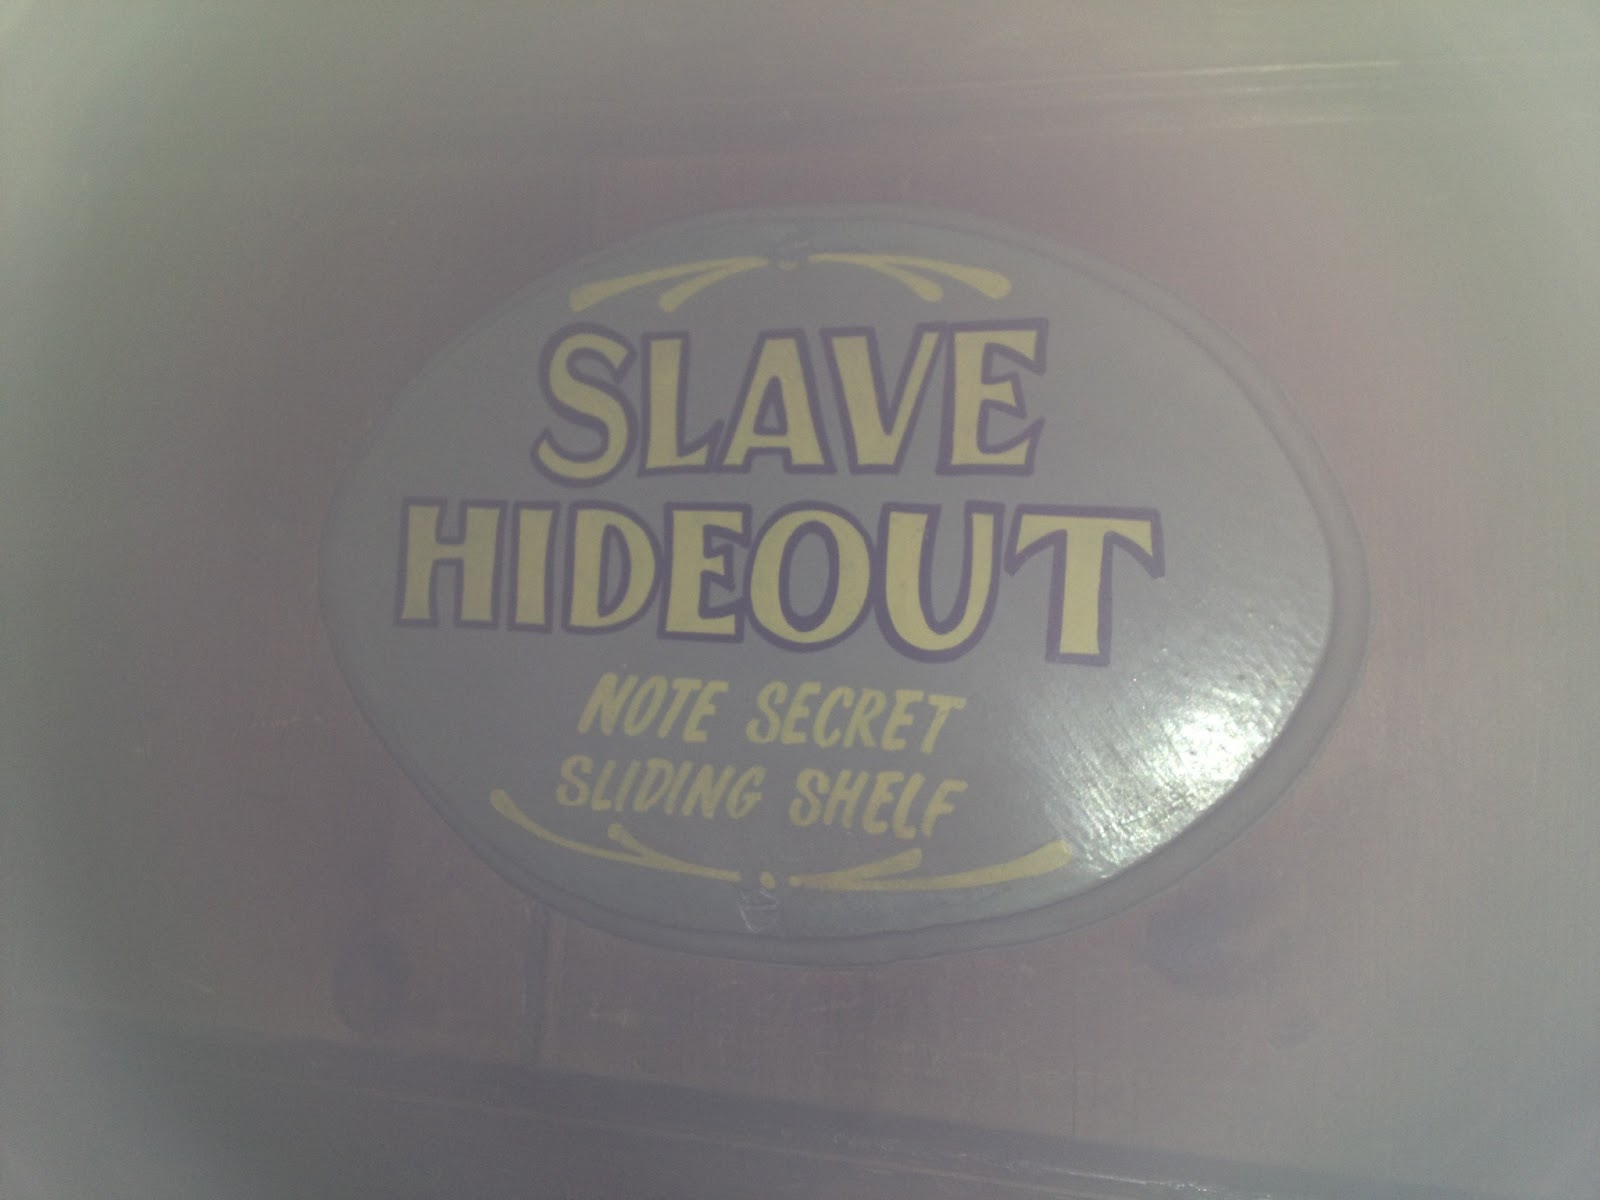 SLAVE
HIDEOUT
NOTE SECRET
SLIDING SHELF